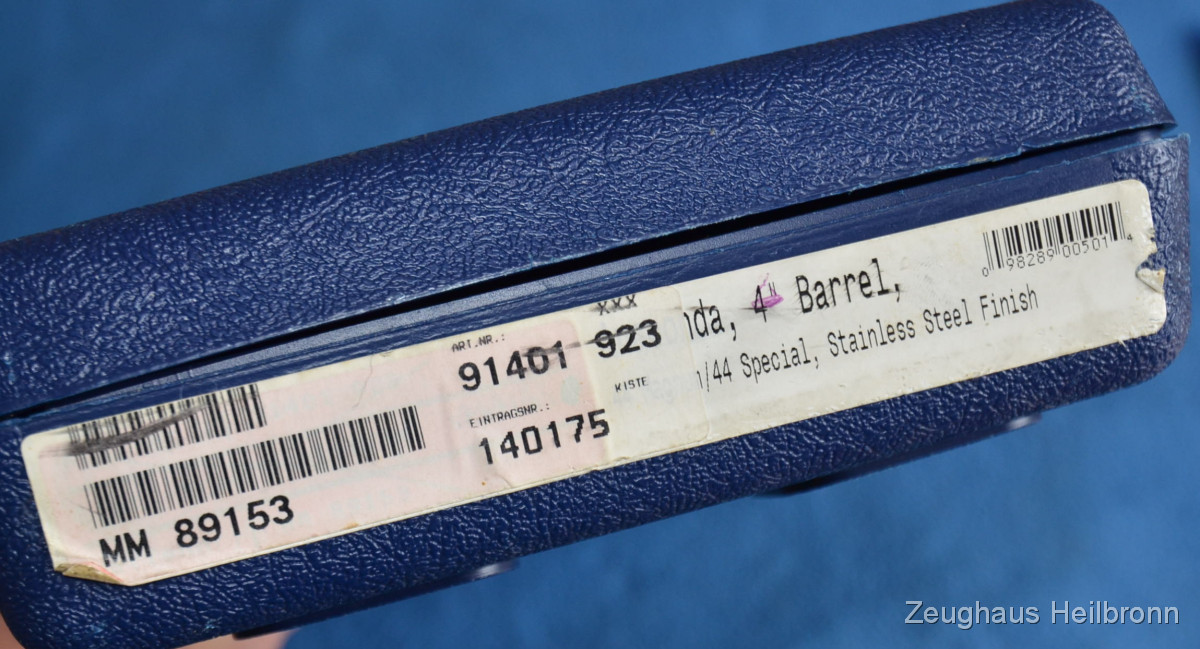 ART.NR.:
91401
EINTRAGSNR.:
140175
MM 89153
xxx
923
KISTE
da, 4" Barrel,
/44 Special, Stainless Steel Finish
0 98289 00501 4
Zeughaus Heilbronn